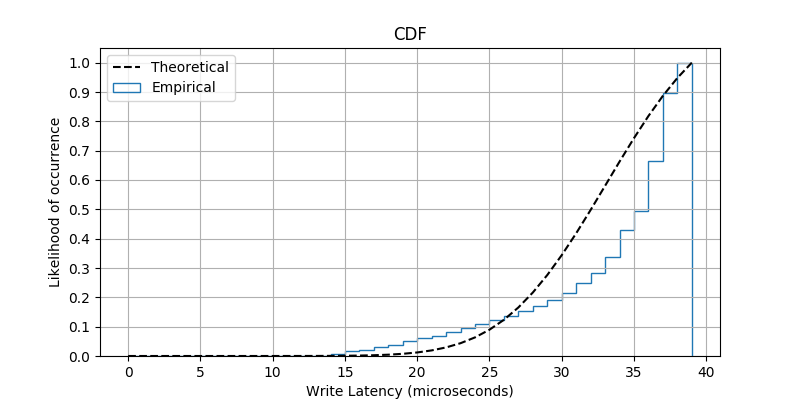 CDF
Theoretical
Empirical
Likelihood of occurrence
1.0
0.9
0.8
0.7
0.6
0.5
0.4
0.3
0.2
0.1
0.0
0 5 10 15 20 25 30 35 40
Write Latency (microseconds)